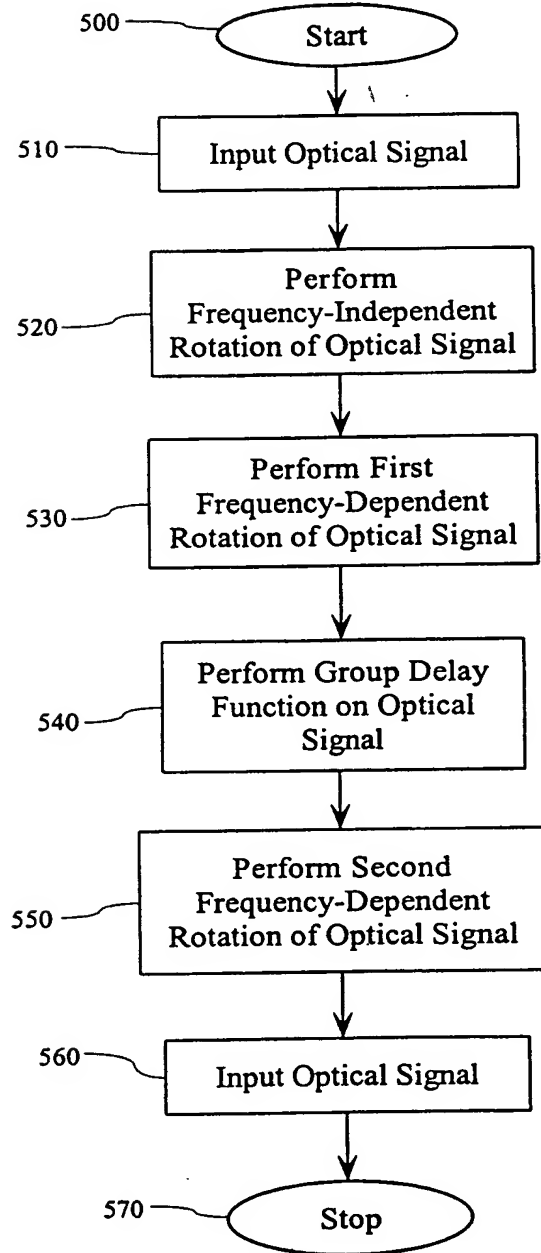 500
Start
510
Input Optical Signal
520
Perform
Frequency-Independent
Rotation of Optical Signal
530
Perform First
Frequency-Dependent
Rotation of Optical Signal
540
Perform Group Delay
Function on Optical
Signal
550
Perform Second
Frequency-Dependent
Rotation of Optical Signal
560
Input Optical Signal
570
Stop